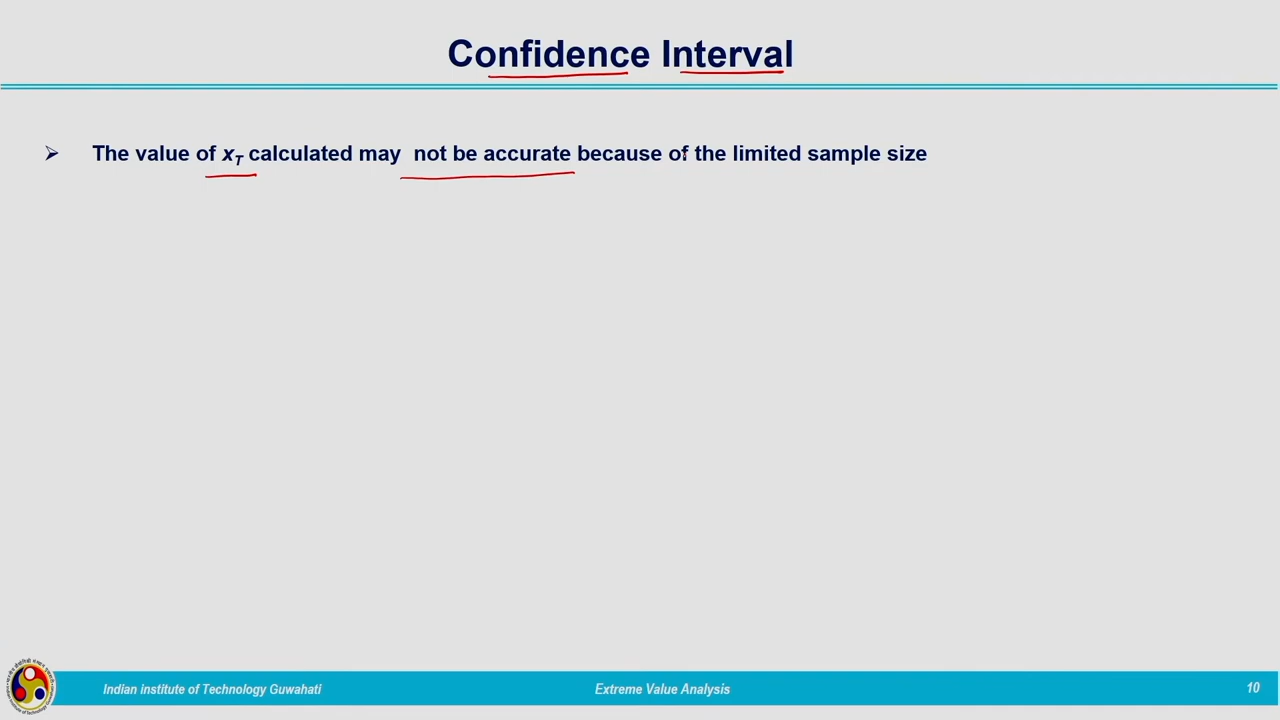 Confidence Interval
➢ The value of xT calculated may not be accurate because of the limited sample size
Indian institute of Technology Guwahati
Extreme Value Analysis
10